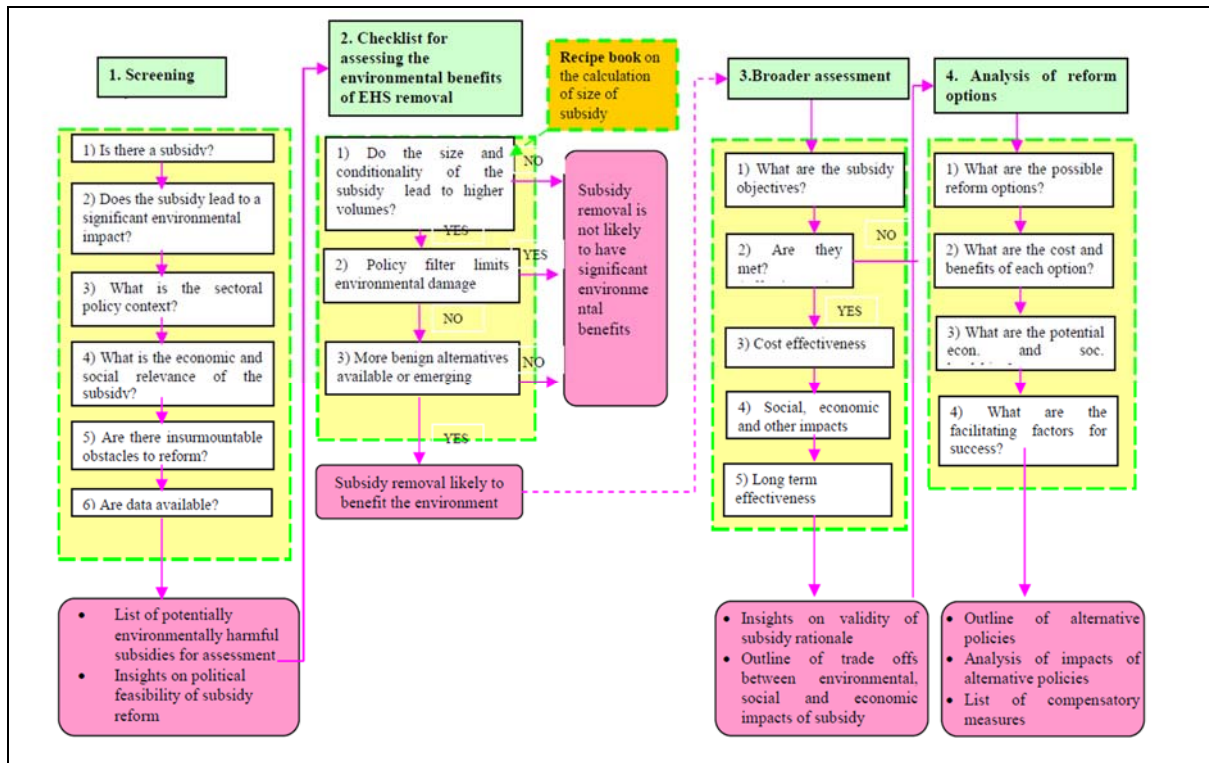 1. Screening
1) Is there a subsidy?
2) Does the subsidy lead to a
significant environmental
impact?
3) What is the sectoral
policy context?
4) What is the economic and
social relevance of the
subsidy?
5) Are there insurmountable
obstacles to reform?
6) Are data available?
• List of potentially
environmentally harmful
subsidies for assessment
• Insights on political
feasibility of subsidy
reform
2. Checklist for
assessing the
environmental benefits
of EHS removal
Recipe book on
the calculation
of size of
subsidy
1) Do the size and
conditionality of the
subsidy lead to higher
volumes?
NO
YES
2) Policy filter limits
environmental damage
YES
NO
3) More benign alternatives
available or emerging
NO
YES
Subsidy removal is
not likely
to have
significant
environme
ntal
benefits
Subsidy removal likely to
benefit the environment
3.Broader assessment
1) What are the subsidy
objectives?
2) Are they
met?
NO
YES
3) Cost effectiveness
4) Social, economic
and other impacts
5) Long term
effectiveness
• Insights on validity of
subsidy rationale
• Outline of trade offs
between environmental,
social and economic
impacts of subsidy
4. Analysis of reform
options
1) What are the possible
reform options?
2) What are the cost and
benefits of each option?
3) What are the potential
econ. and soc.
4) What are the
facilitating factors for
success?
• Outline of alternative
policies
• Analysis of impacts of
alternative policies
• List of compensatory
measures